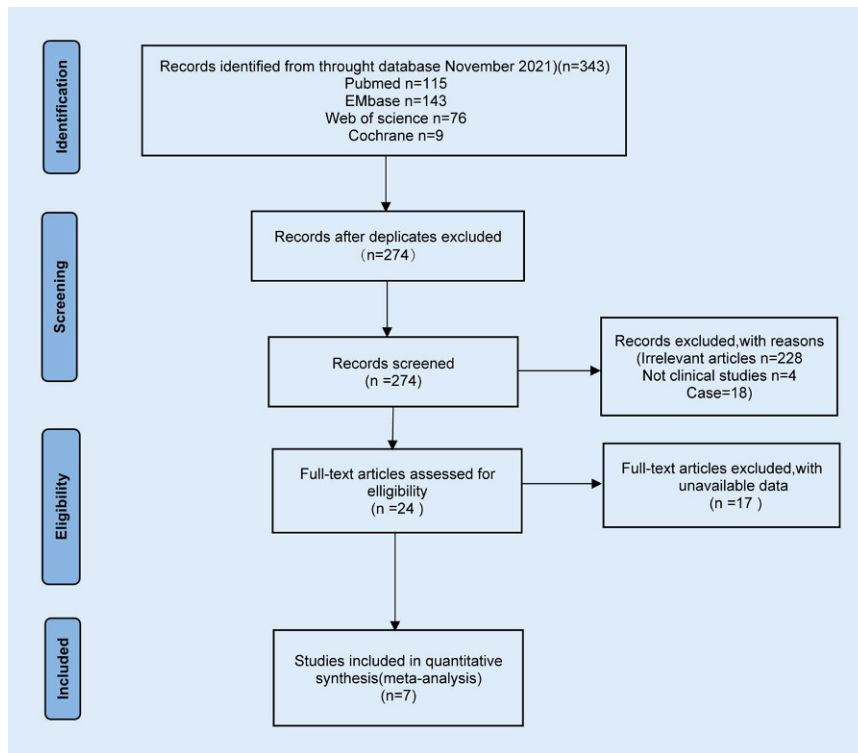 Identification
Records identified from throught database November 2021)(n=343)
Pubmed n=115
EMbase n=143
Web of science n=76
Cochrane n=9
Screening
Records after deplicates excluded
（n=274）
Records screened
(n =274)
Records excluded,with reasons
(Irrelevant articles n=228
Not clinical studies n=4
Case=18)
Eligibility
Full-text articles assessed for
elligibility
(n =24 )
Full-text articles excluded,with
unavailable data
(n =17 )
Included
Studies included in quantitative
synthesis(meta-analysis)
(n=7)